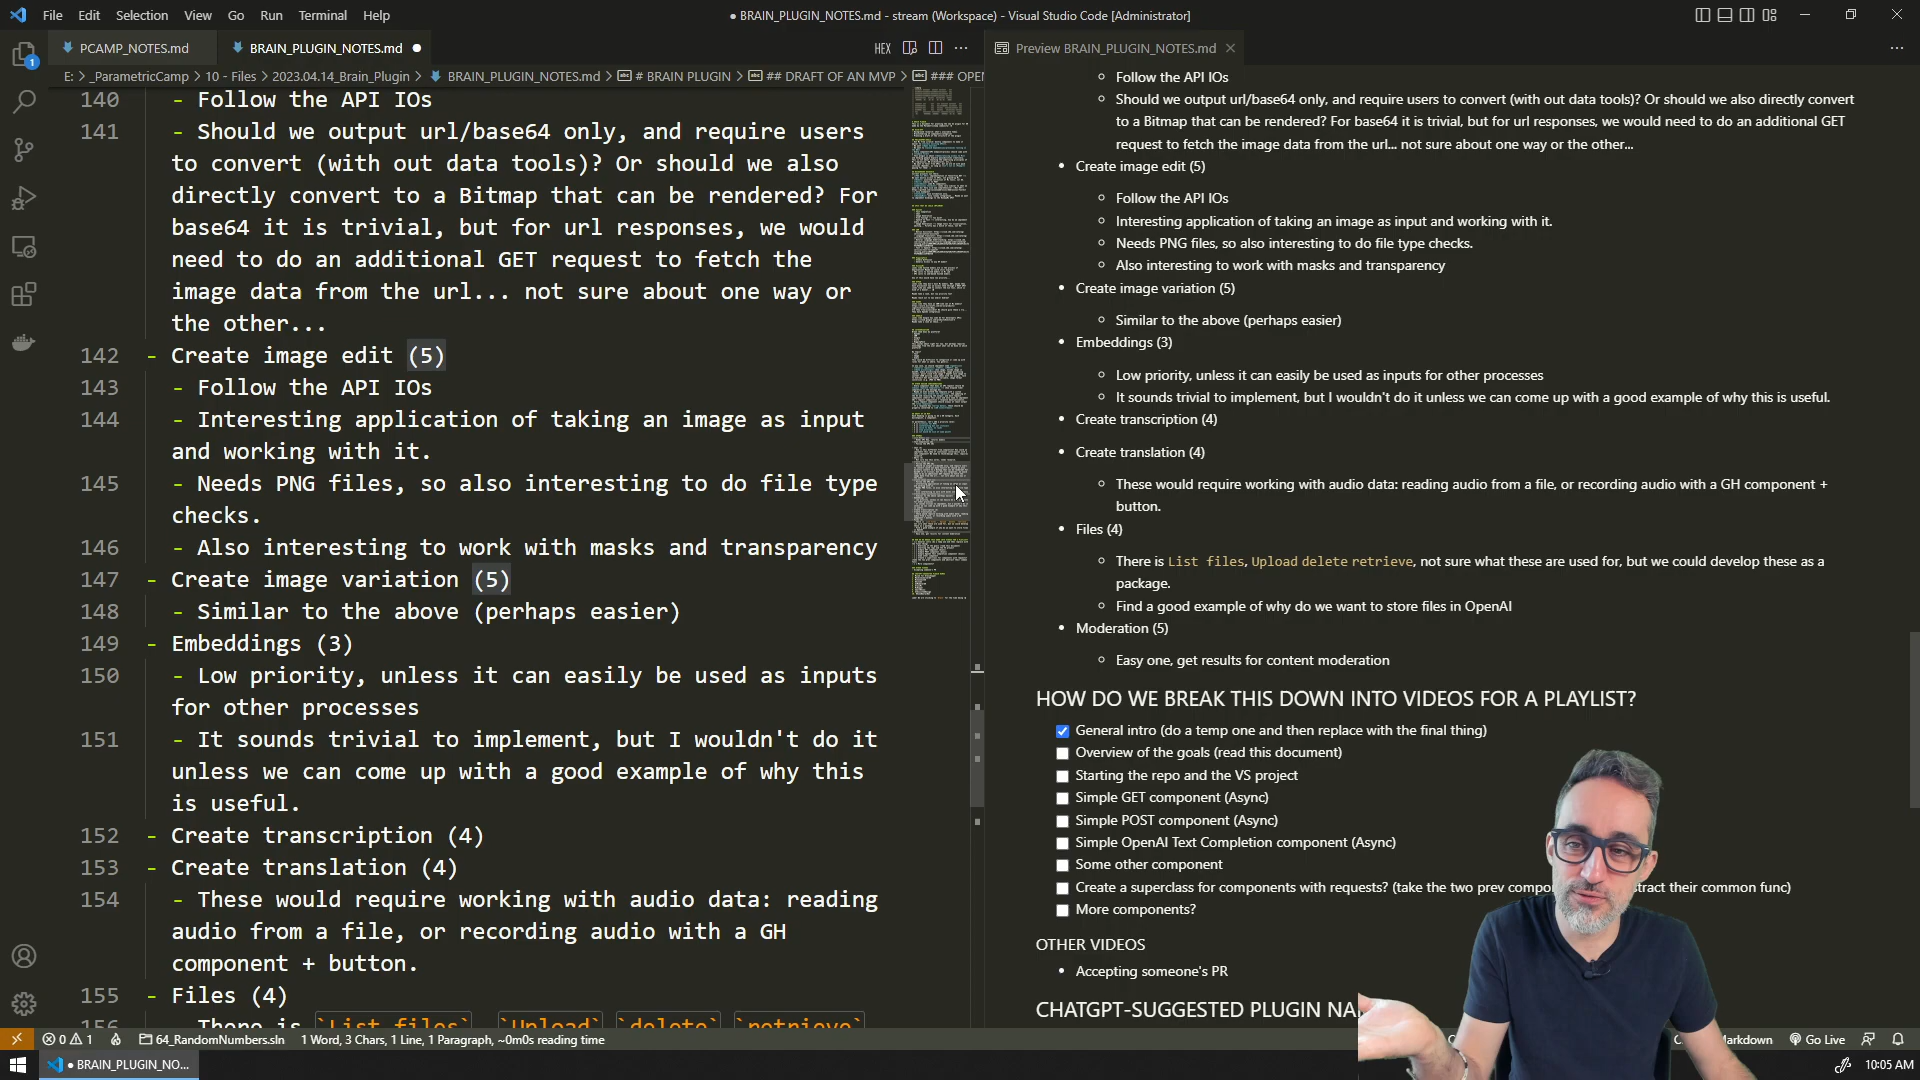 File Edit Selection View Go Run Terminal Help
● BRAIN_PLUGIN_NOTES.md - stream (Workspace) - Visual Studio Code [Administrator]
PCAMP_NOTES.md
BRAIN_PLUGIN_NOTES.md ●
HEX
Preview BRAIN_PLUGIN_NOTES.md
E: > _ParametricCamp > 10 - Files > 2023.04.14_Brain_Plugin > BRAIN_PLUGIN_NOTES.md > # BRAIN PLUGIN > ## DRAFT OF AN MVP > ### OPEN
140 - Follow the API IOs
141 - Should we output url/base64 only, and require users
to convert (with out data tools)? Or should we also
directly convert to a Bitmap that can be rendered? For
base64 it is trivial, but for url responses, we would
need to do an additional GET request to fetch the
image data from the url... not sure about one way or
the other...
142 - Create image edit (5)
143 - Follow the API IOs
144 - Interesting application of taking an image as input
and working with it.
145 - Needs PNG files, so also interesting to do file type
checks.
146 - Also interesting to work with masks and transparency
147 - Create image variation (5)
148 - Similar to the above (perhaps easier)
149 - Embeddings (3)
150 - Low priority, unless it can easily be used as inputs
for other processes
151 - It sounds trivial to implement, but I wouldn't do it
unless we can come up with a good example of why this
is useful.
152 - Create transcription (4)
153 - Create translation (4)
154 - These would require working with audio data: reading
audio from a file, or recording audio with a GH
component + button.
155 - Files (4)
156 - There is `List files`, `Upload` `delete` `retrieve`
Follow the API IOs
Should we output url/base64 only, and require users to convert (with out data tools)? Or should we also directly convert
to a Bitmap that can be rendered? For base64 it is trivial, but for url responses, we would need to do an additional GET
request to fetch the image data from the url... not sure about one way or the other...
Create image edit (5)
Follow the API IOs
Interesting application of taking an image as input and working with it.
Needs PNG files, so also interesting to do file type checks.
Also interesting to work with masks and transparency
Create image variation (5)
Similar to the above (perhaps easier)
Embeddings (3)
Low priority, unless it can easily be used as inputs for other processes
It sounds trivial to implement, but I wouldn't do it unless we can come up with a good example of why this is useful.
Create transcription (4)
Create translation (4)
These would require working with audio data: reading audio from a file, or recording audio with a GH component +
button.
Files (4)
There is List files, Upload delete retrieve, not sure what these are used for, but we could develop these as a
package.
Find a good example of why do we want to store files in OpenAI
Moderation (5)
Easy one, get results for content moderation
HOW DO WE BREAK THIS DOWN INTO VIDEOS FOR A PLAYLIST?
General intro (do a temp one and then replace with the final thing)
Overview of the goals (read this document)
Starting the repo and the VS project
Simple GET component (Async)
Simple POST component (Async)
Simple OpenAI Text Completion component (Async)
Some other component
Create a superclass for components with requests? (take the two prev compo tract their common func)
More components?
OTHER VIDEOS
Accepting someone's PR
CHATGPT-SUGGESTED PLUGIN NA
0 1 64_RandomNumbers.sln 1 Word, 3 Chars, 1 Line, 1 Paragraph, ~0m0s reading time
arkdown Go Live
BRAIN_PLUGIN_NO... 10:05 AM